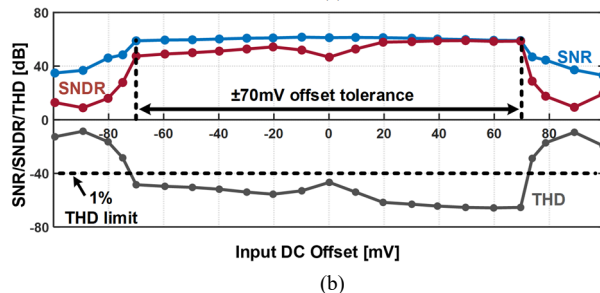 80
40
0
-40
-80
SNR/SNDR/THD [dB]
SNR
SNDR
±70mV offset tolerance
-80 -60 -40 -20 0 20 40 60 80
1%
THD limit
THD
Input DC Offset [mV]
(b)